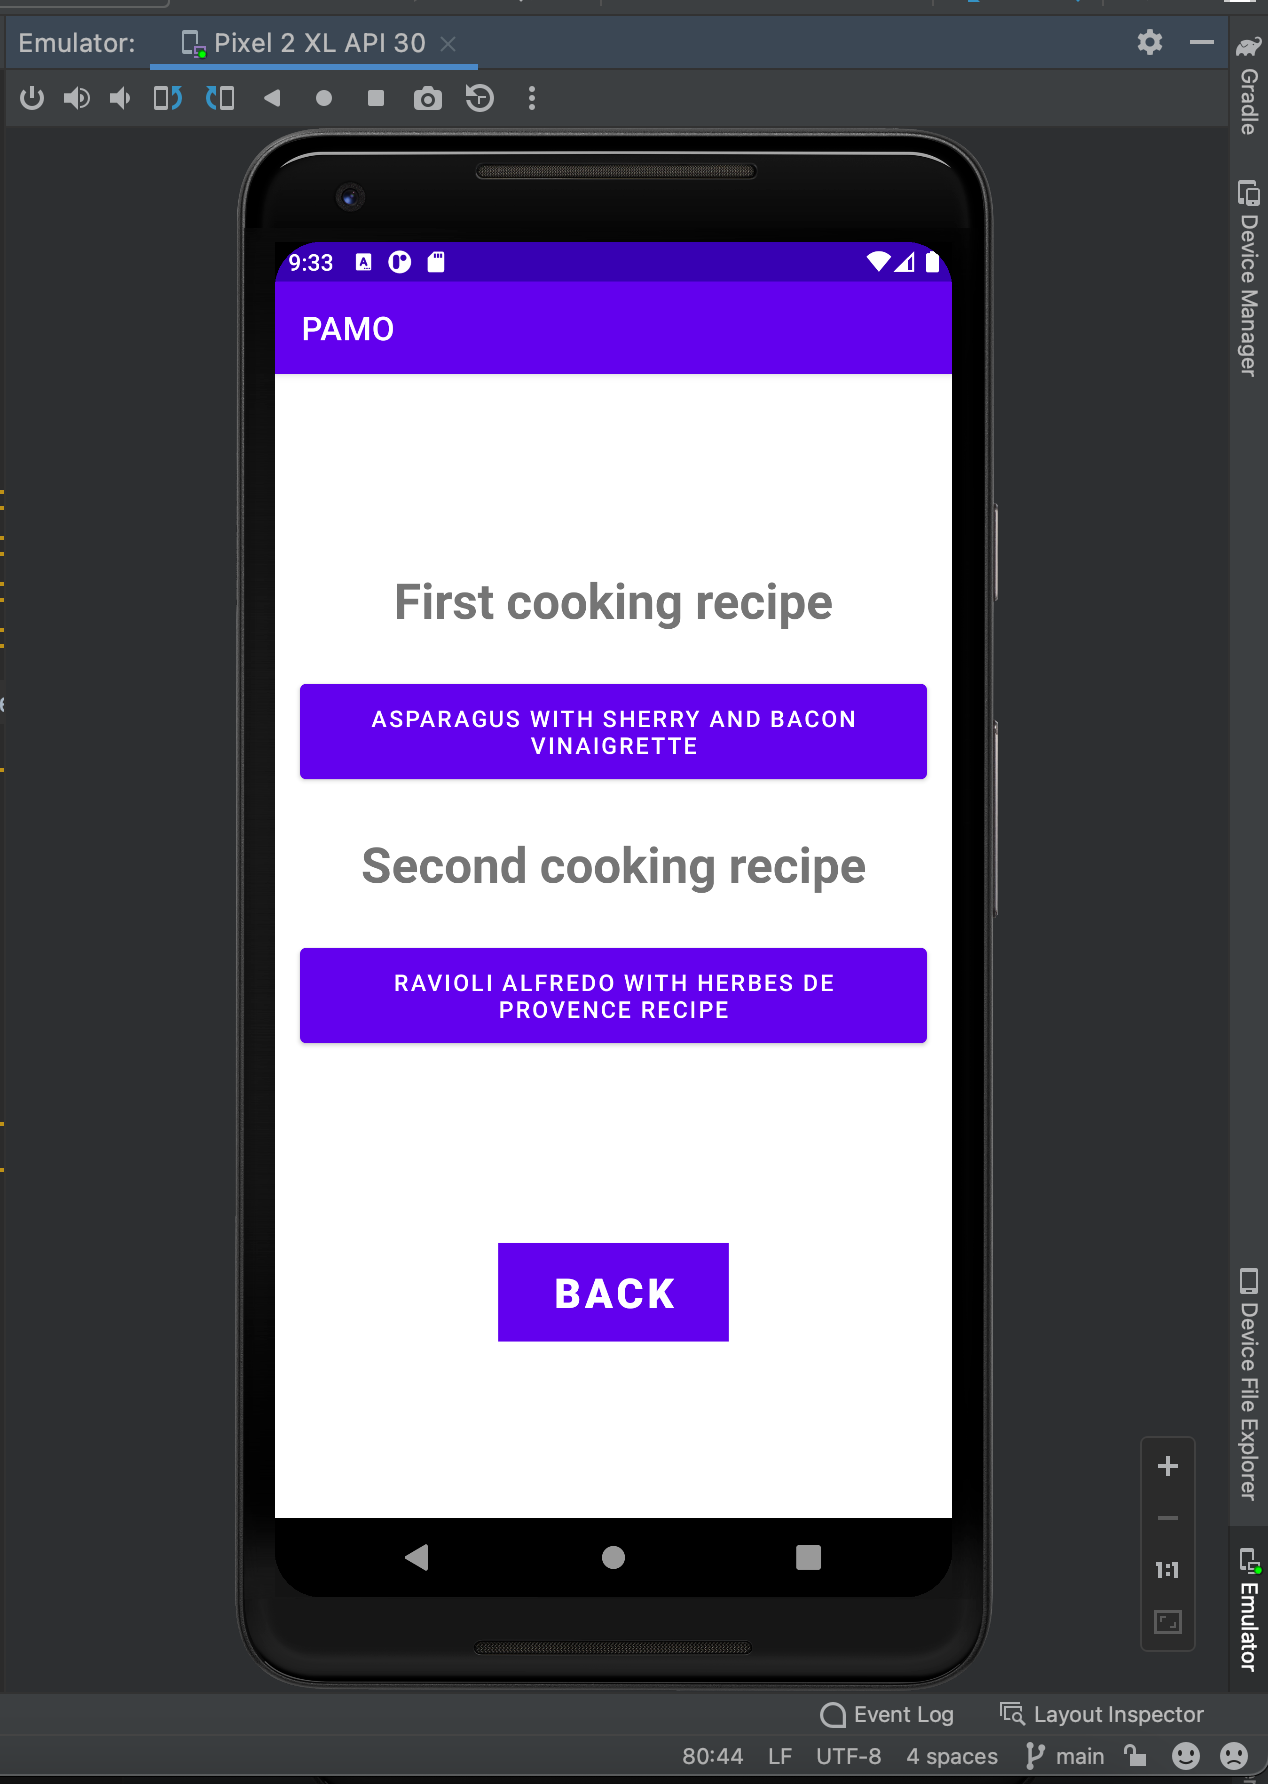 Emulator:
Pixel 2 XL API 30
Gradle
Device Manager
9:33
PAMO
First cooking recipe
ASPARAGUS WITH SHERRY AND BACON
VINAIGRETTE
Second cooking recipe
RAVIOLI ALFREDO WITH HERBES DE
PROVENCE RECIPE
BACK
Device File Explorer
1:1
Emulator
Event Log
Layout Inspector
80:44 LF UTF-8 4 spaces main